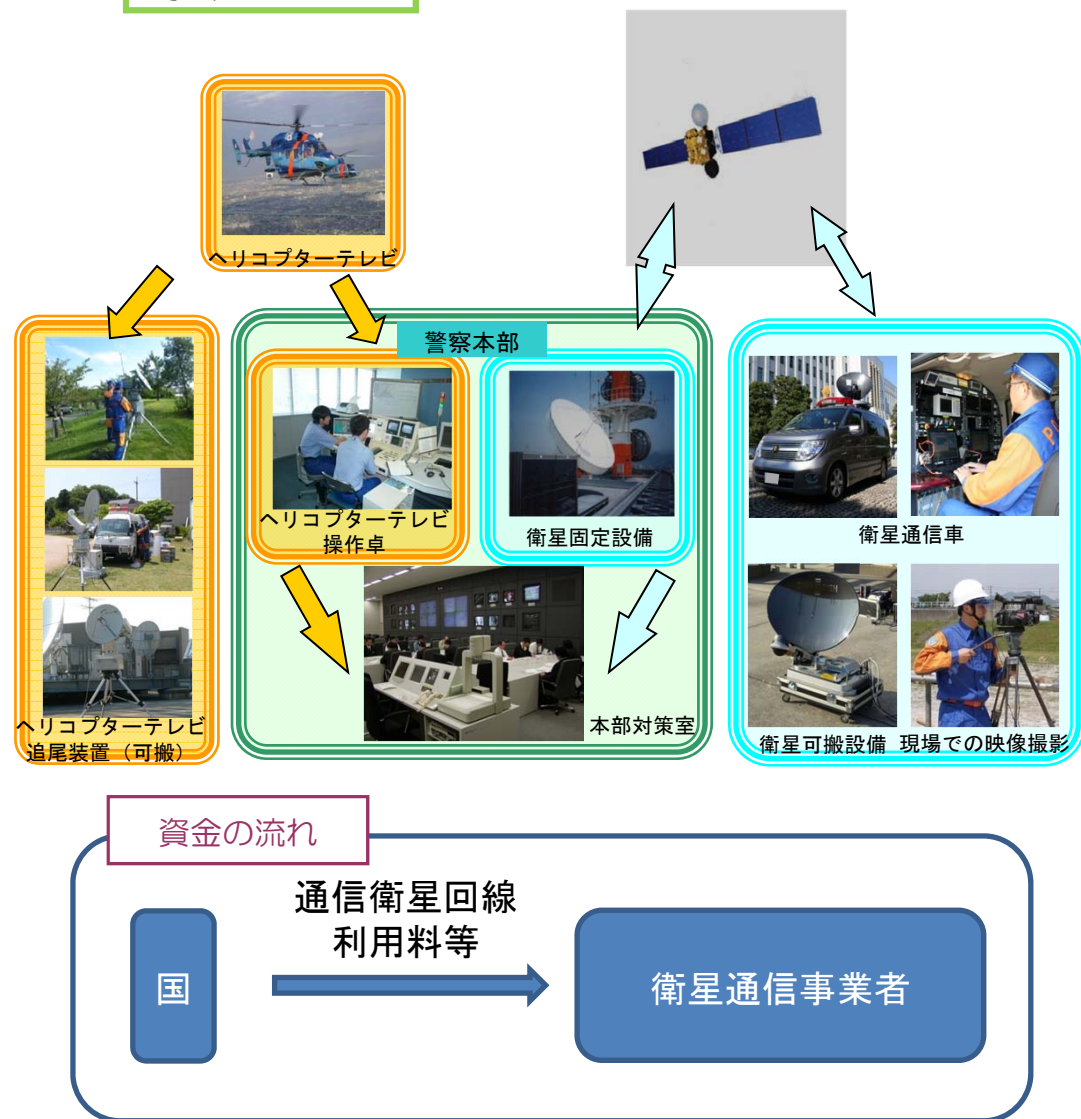 ヘリコプターテレビ
警察本部
ヘリコプターテレビ
操作卓
衛星固定設備
本部対策室
ヘリコプターテレビ
追尾装置（可搬）
衛星通信車
衛星可搬設備
現場での映像撮影
資金の流れ
通信衛星回線
利用料等
国
衛星通信事業者